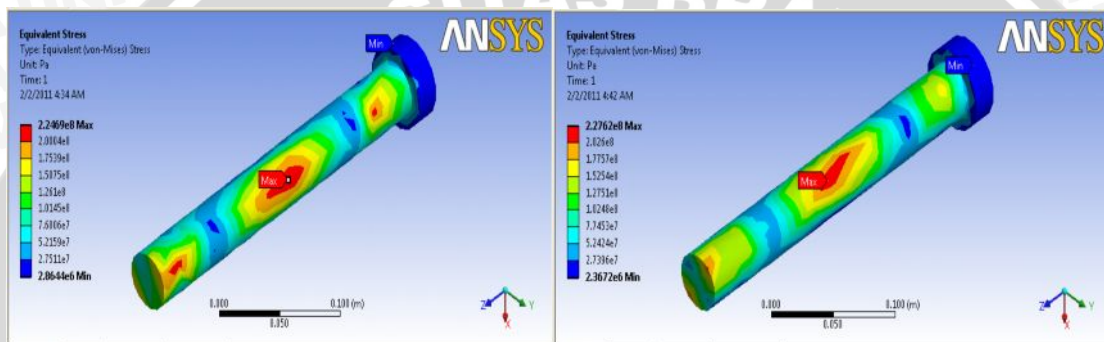 Equivalent Stress
Type: Equivalent (von-Mises) Stress
Unit: Pa
Time: 1
2/2/2011 4:34 AM
ANSYS
Min
2.2469e8 Max
2.0004e8
1.7539e8
1.5075e8
1.261e8
1.0145e8
7.6806e7
5.2159e7
2.7511e7
2.8644e6 Min
Max
0.000
0.100 (m)
0.050
Z
Y
X
Equivalent Stress
Type: Equivalent (von-Mises) Stress
Unit: Pa
Time: 1
2/2/2011 4:42 AM
ANSYS
Min
2.2762e8 Max
2.026e8
1.7757e8
1.5254e8
1.2751e8
1.0248e8
7.7453e7
5.2424e7
2.7396e7
2.3672e6 Min
Max
0.000
0.100 (m)
0.050
Z
Y
X